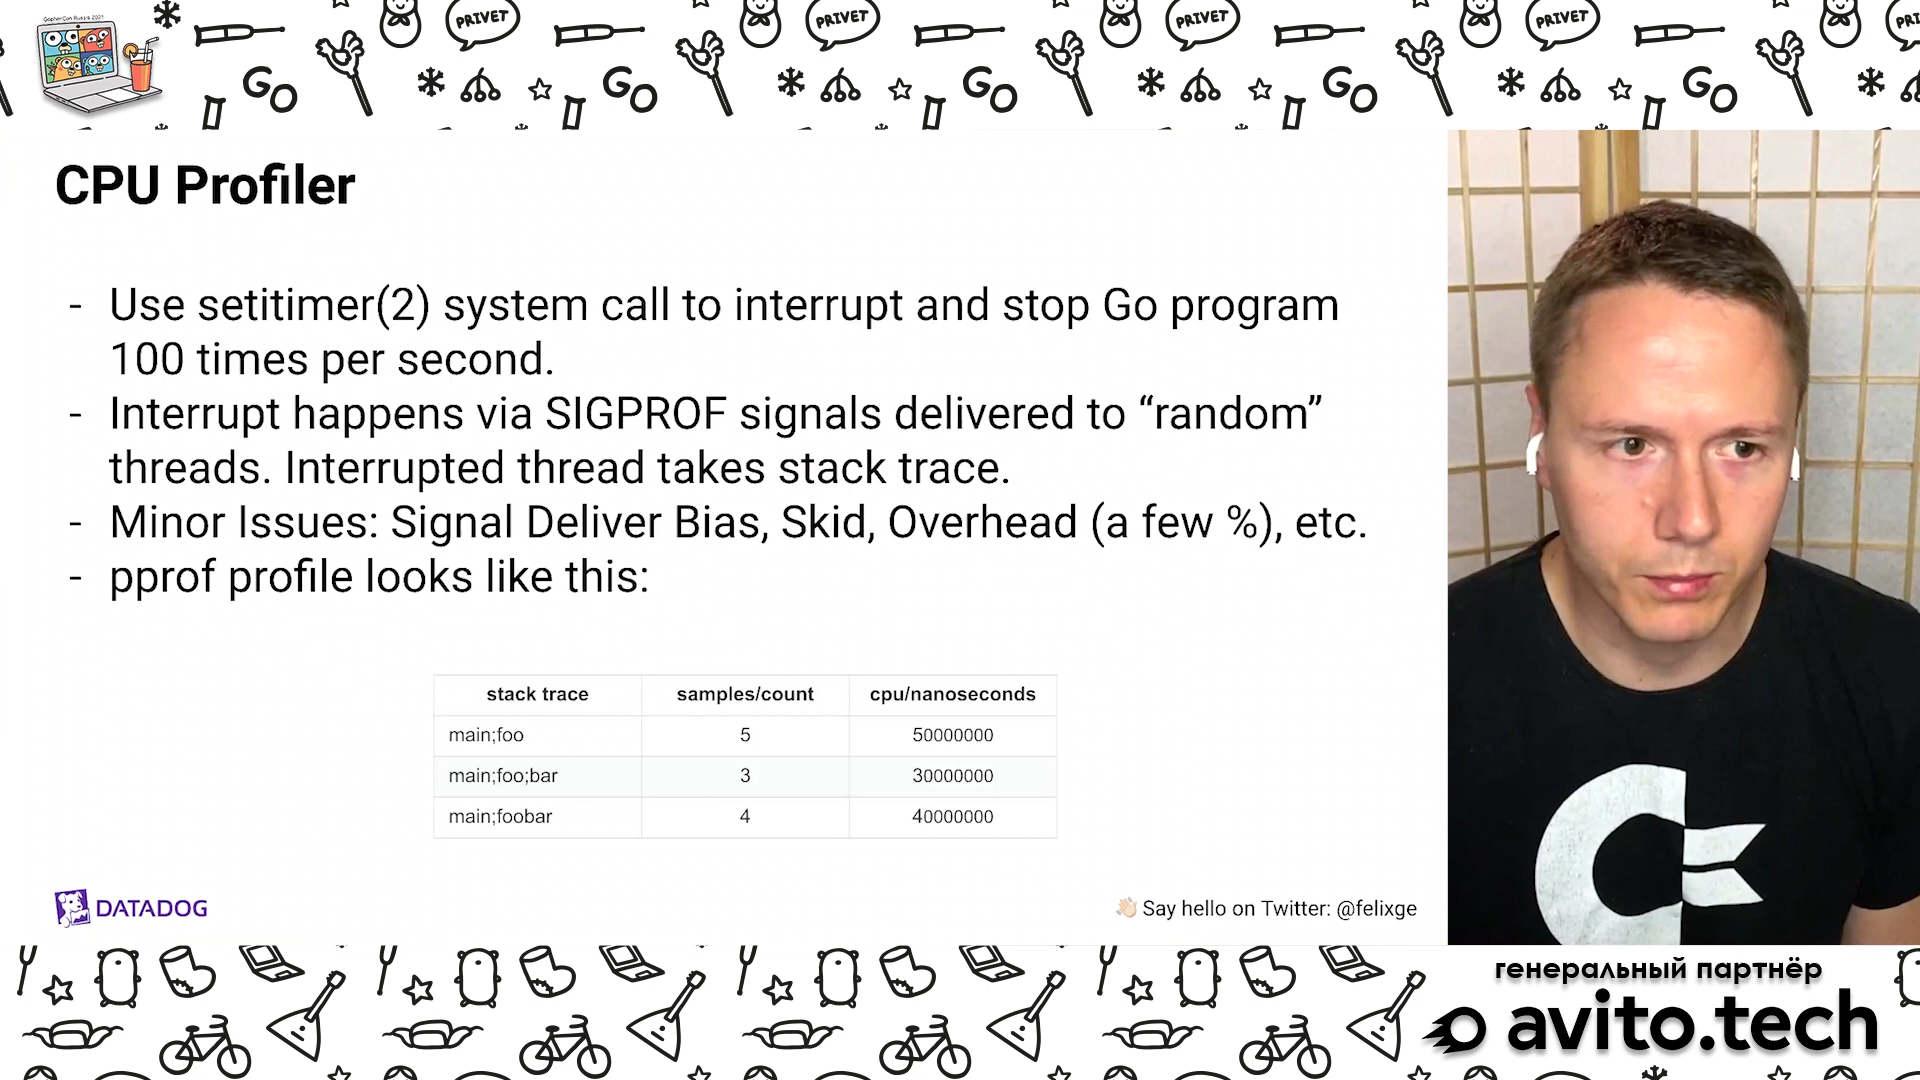 GopherCon Russia 2021
PRIVET
PRIVET
PRIVET
PRIVET
GO
GO
GO
GO
GO
CPU Profiler
- Use setitimer(2) system call to interrupt and stop Go program
100 times per second.
- Interrupt happens via SIGPROF signals delivered to “random”
threads. Interrupted thread takes stack trace.
- Minor Issues: Signal Deliver Bias, Skid, Overhead (a few %), etc.
- pprof profile looks like this:
stack trace samples/count cpu/nanoseconds
main;foo 5 50000000
main;foo;bar 3 30000000
main;foobar 4 40000000
DATADOG
👋🏻 Say hello on Twitter: @felixge
генеральный партнёр
avito.tech